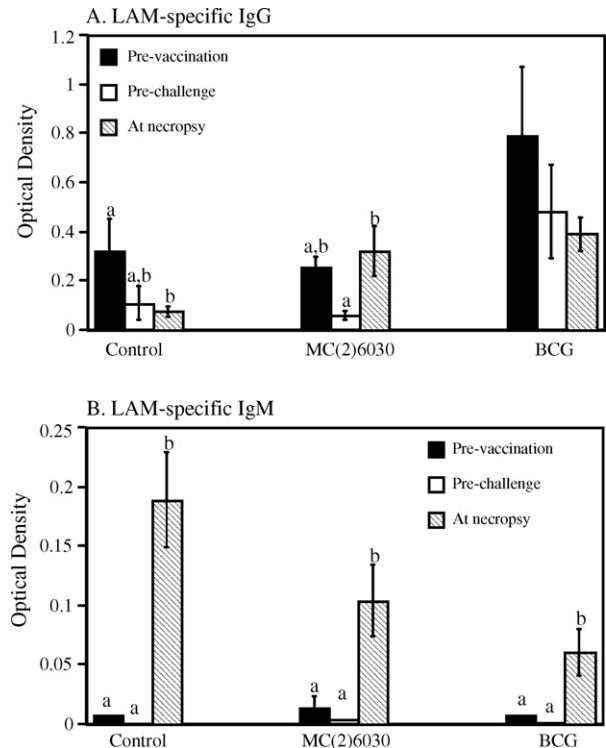 A. LAM-specific IgG
1.2
Pre-vaccination
1
Pre-challenge
At necropsy
0.8
Optical Density
0.6
a
b
0.4
a,b
a,b
b
a
0.2
0
Control
MC(2)6030
BCG
B. LAM-specific IgM
0.25
b
Pre-vaccination
Pre-challenge
0.2
At necropsy
Optical Density
0.15
b
0.1
b
0.05
a
a
a
a
a
a
0
Control
MC(2)6030
BCG